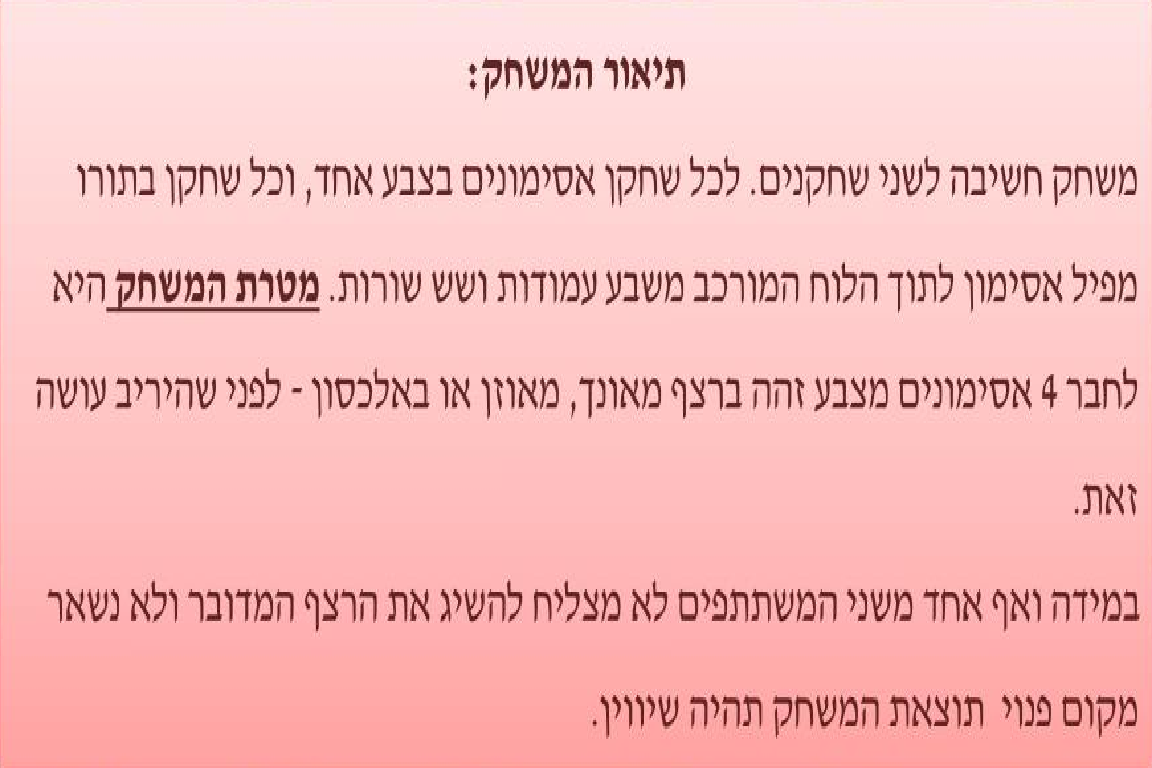 תיאור המשחק:
משחק חשיבה לשני שחקנים. לכל שחקן אסימונים בצבע אחד, וכל שחקן בתורו
מפיל אסימון לתוך הלוח המורכב משבע עמודות ושש שורות. מטרת המשחק היא
לחבר 4 אסימונים מצבע זהה ברצף מאונך, מאוזן או באלכסון - לפני שהיריב עושה
זאת.
במידה ואף אחד משני המשתתפים לא מצליח להשיג את הרצף המדובר ולא נשאר
מקום פנוי תוצאת המשחק תהיה שיוויון.